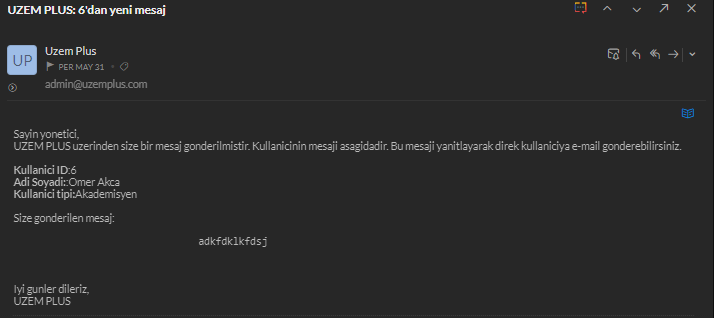 UZEM PLUS: 6'dan yeni mesaj
UP
Uzem Plus
PER MAY 31
admin@uzemplus.com
Sayin yonetici,
UZEM PLUS uzerinden size bir mesaj gonderilmistir. Kullanicinin mesaji asagidadir. Bu mesaji yanitlayarak direk kullaniciya e-mail gonderebilirsiniz.
Kullanici ID:6
Adi Soyadi::Omer Akca
Kullanici tipi:Akademisyen
Size gonderilen mesaj:
adkfdklkfdsj
Iyi gunler dileriz,
UZEM PLUS